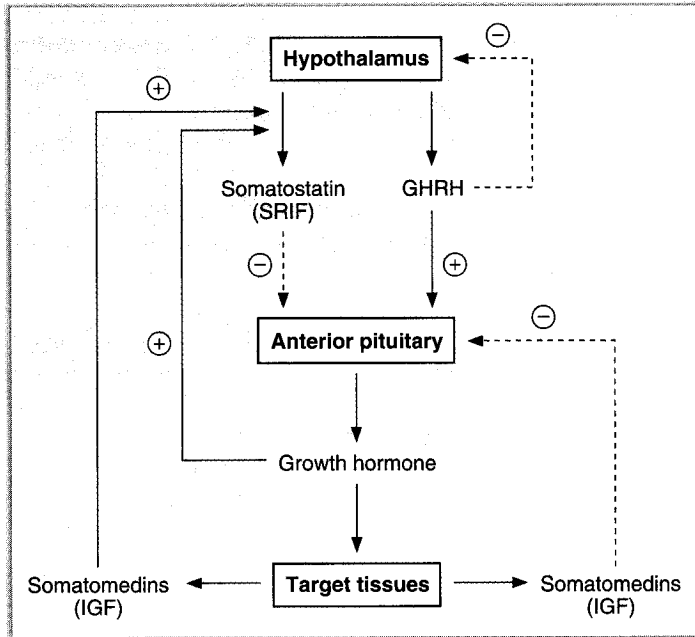 −
Hypothalamus
+
Somatostatin
(SRIF)
GHRH
−
+
−
Anterior pituitary
+
Growth hormone
Somatomedins
(IGF)
Target tissues
Somatomedins
(IGF)